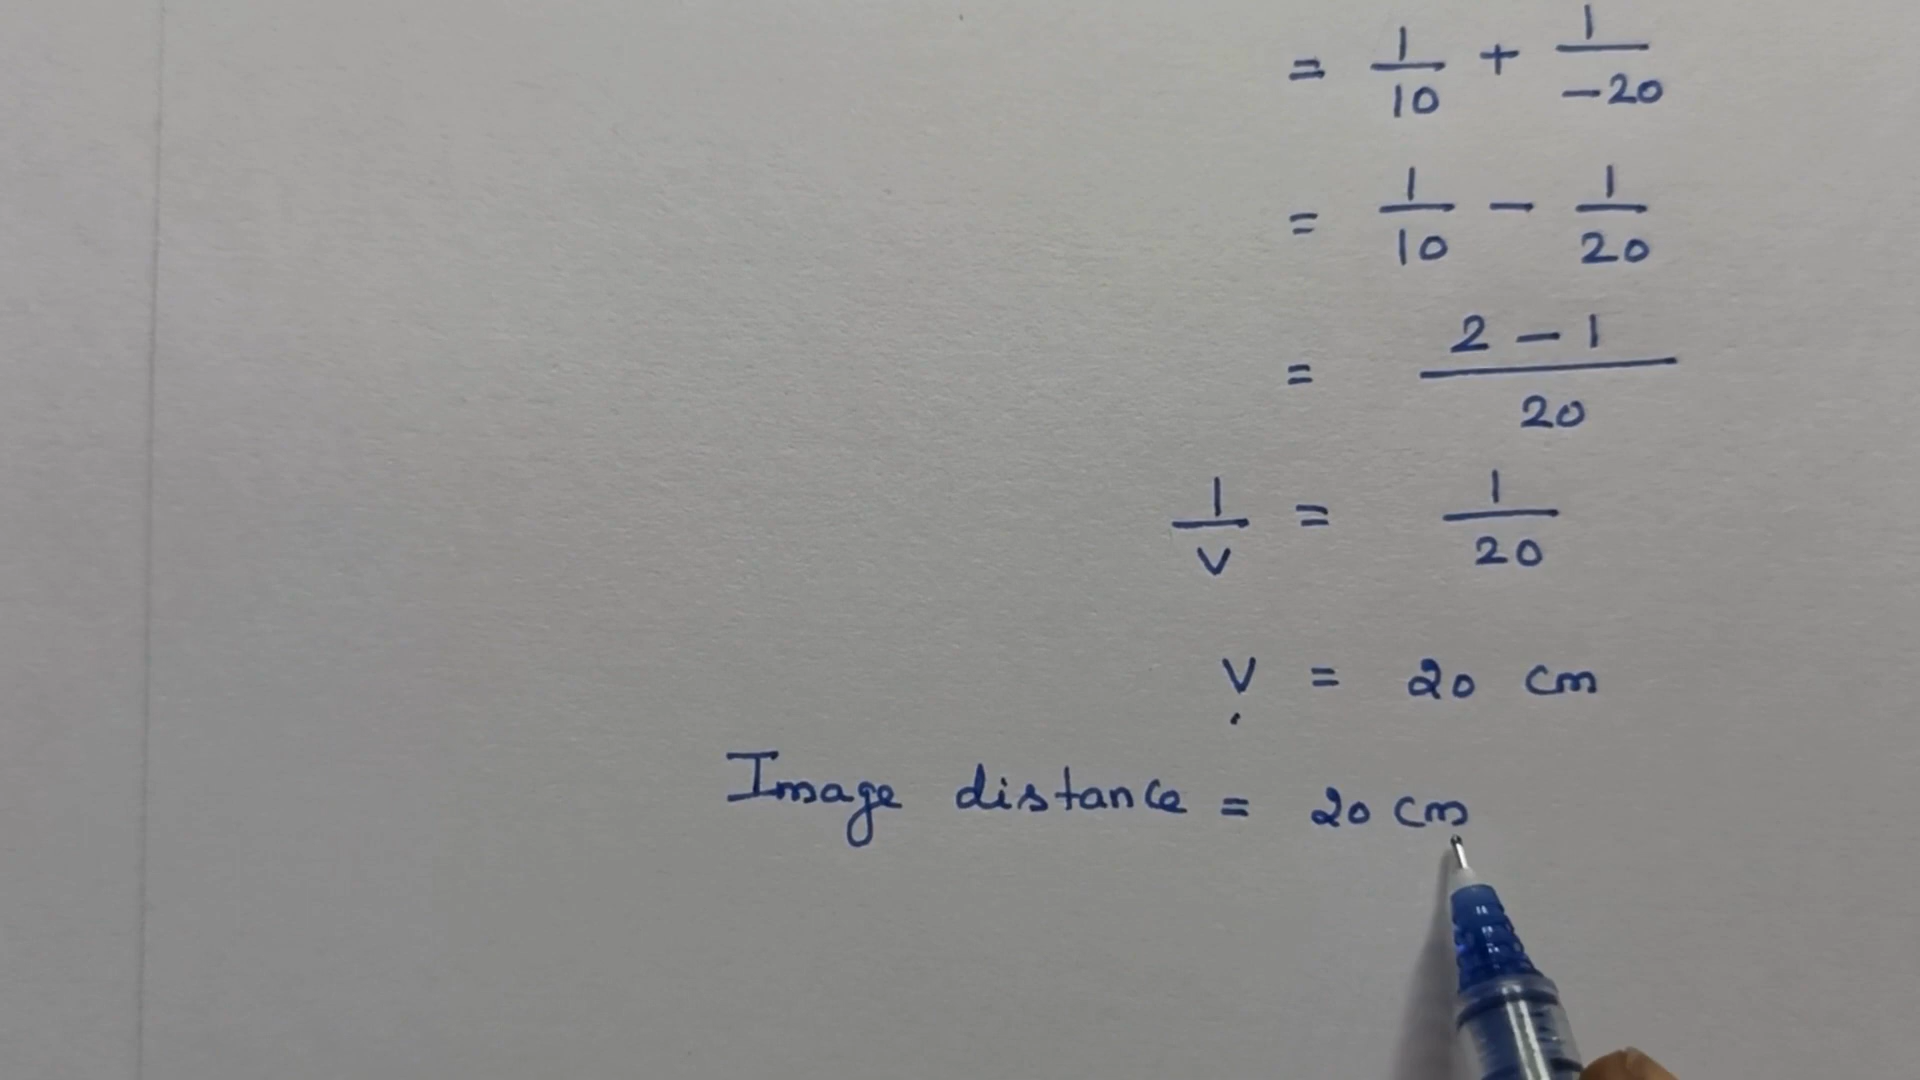 = 1/10 + 1/-20
= 1/10 - 1/20
= 2 - 1/20
1/v = 1/20
v = 20 cm
Image distance = 20 cm